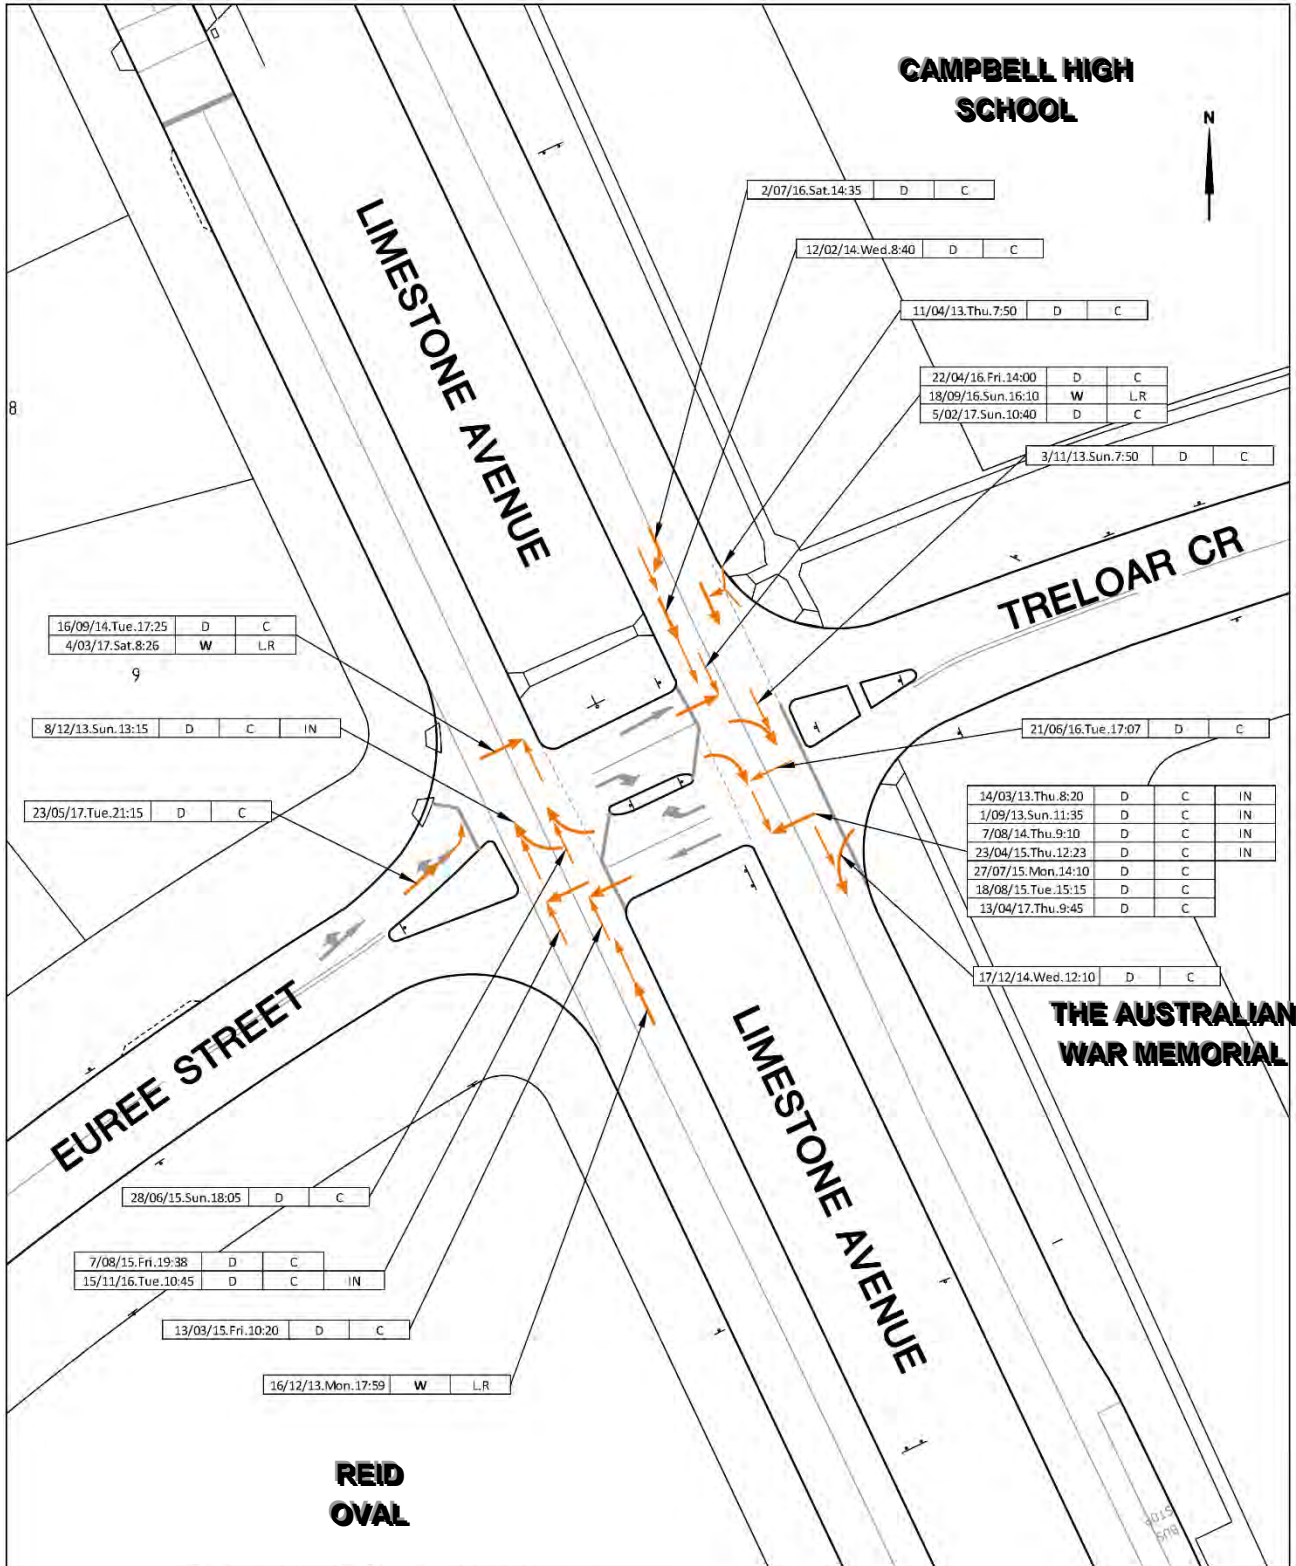 CAMPBELL HIGH
SCHOOL
N
2/07/16.Sat.14:35 D C
LIMESTONE AVENUE
12/02/14.Wed.8:40 D C
11/04/13.Thu.7:50 D C
22/04/16.Fri.14:00 D C
18/09/16.Sun.16:10 W L.R
5/02/17.Sun.10:40 D C
8
3/11/13.Sun.7:50 D C
TRELOAR CR
16/09/14.Tue.17:25 D C
4/03/17.Sat.8:26 W L.R
9
8/12/13.Sun.13:15 D C IN
21/06/16.Tue.17:07 D C
23/05/17.Tue.21:15 D C
14/03/13.Thu.8:20 D C IN
1/09/13.Sun.11:35 D C IN
7/08/14.Thu.9:10 D C IN
23/04/15.Thu.12:23 D C IN
27/07/15.Mon.14:10 D C
18/08/15.Tue.15:15 D C
13/04/17.Thu.9:45 D C
17/12/14.Wed.12:10 D C
THE AUSTRALIAN
WAR MEMORIAL
EUREE STREET
LIMESTONE AVENUE
28/06/15.Sun.18:05 D C
7/08/15.Fri.19:38 D C
15/11/16.Tue.10:45 D C IN
13/03/15.Fri.10:20 D C
16/12/13.Mon.17:59 W L.R
REID
OVAL
BUS
STOP